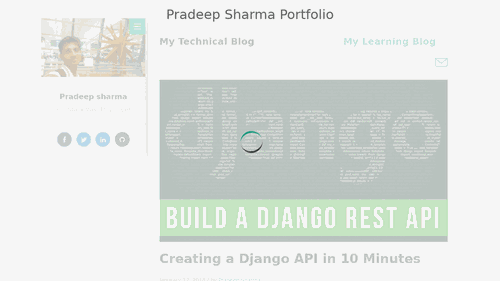 Pradeep Sharma Portfolio
My Technical Blog
My Learning Blog
Pradeep sharma
django
BUILD A DJANGO REST API
Creating a Django API in 10 Minutes